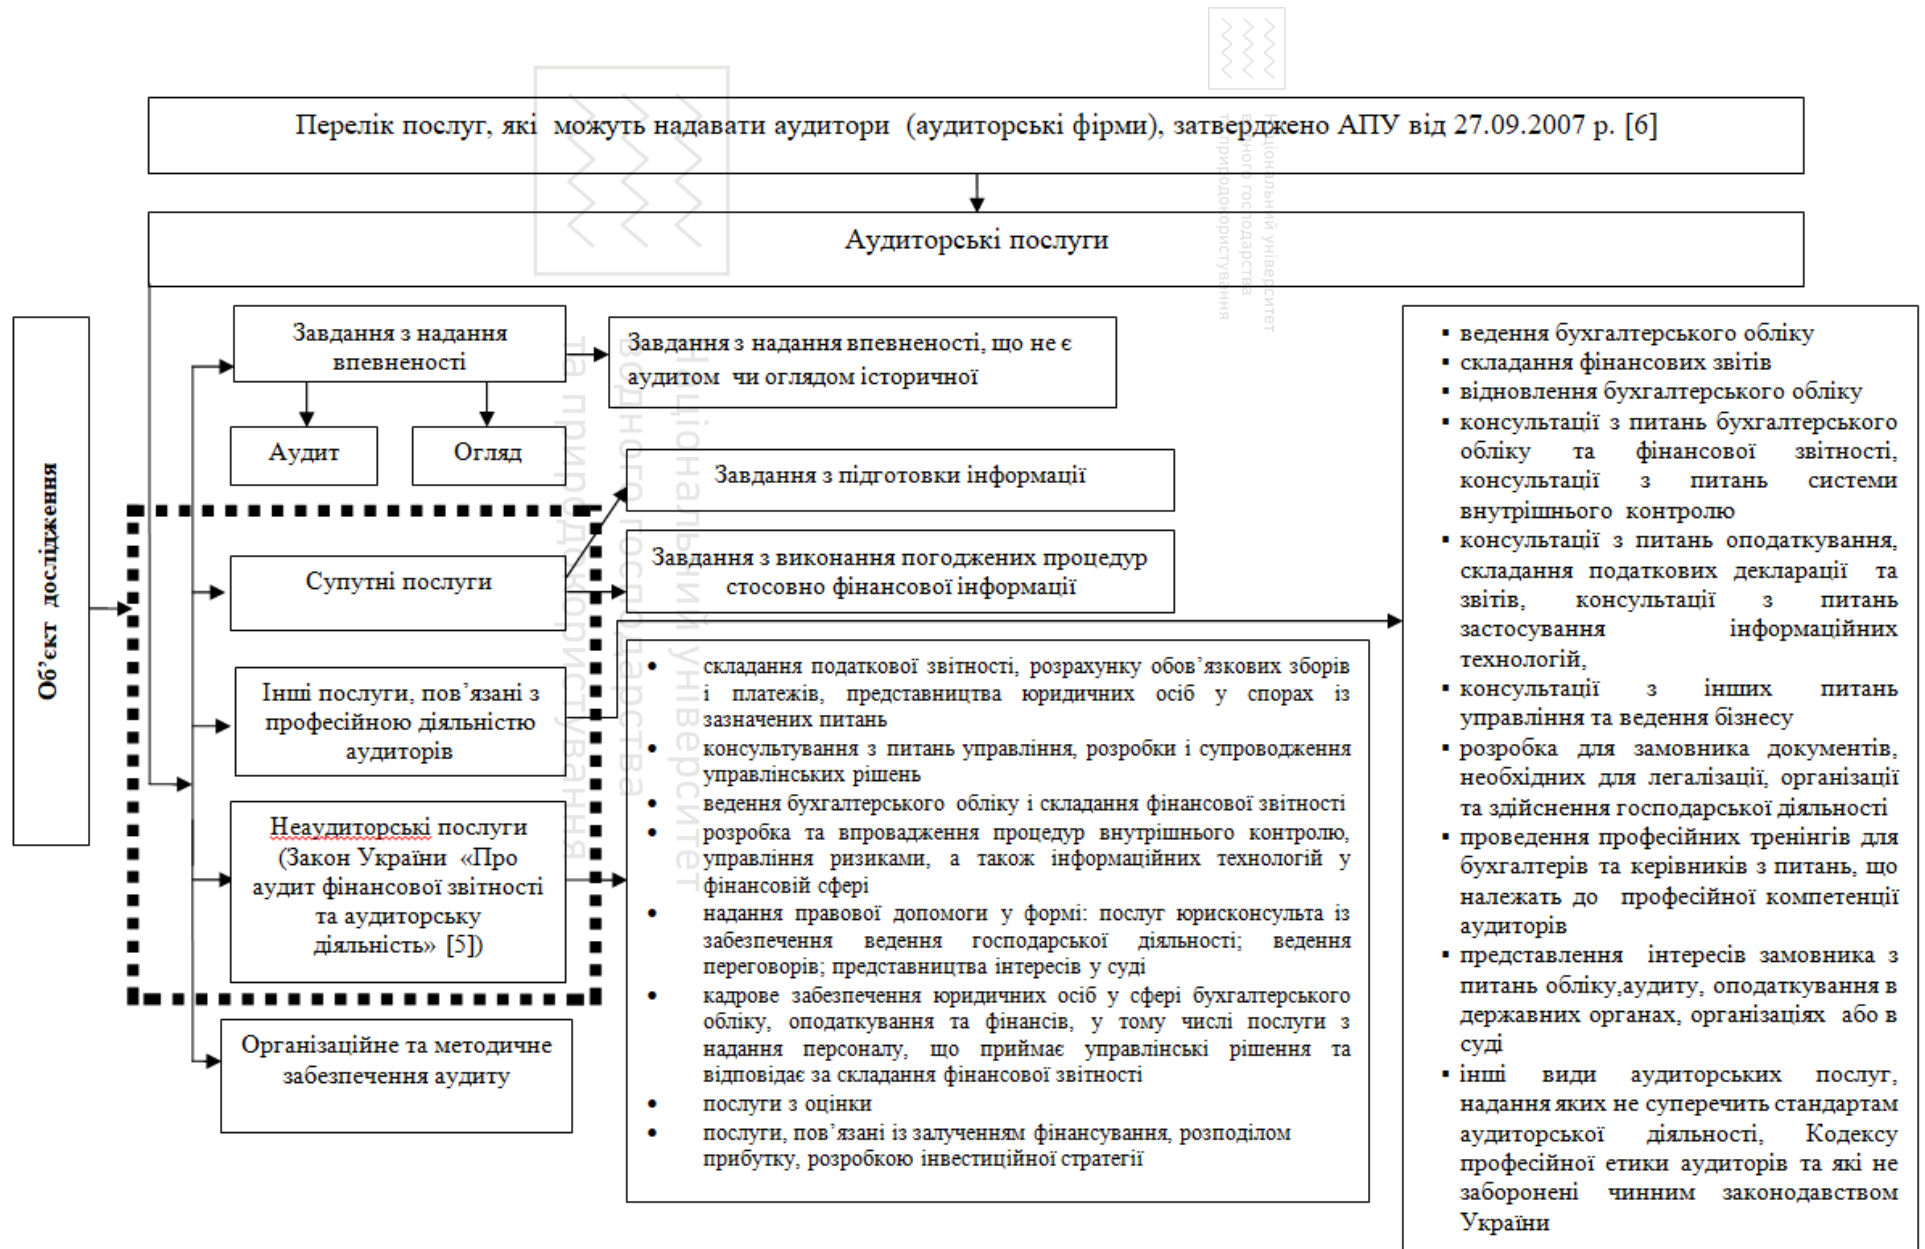 Перелік послуг, які можуть надавати аудитори (аудиторські фірми), затверджено АПУ від 27.09.2007 р. [6]
Аудиторські послуги
Об’єкт дослідження
Завдання з надання
впевненості
Завдання з надання впевненості, що не є
аудитом чи оглядом історичної
Аудит
Огляд
Завдання з підготовки інформації
Супутні послуги
Завдання з виконання погоджених процедур
стосовно фінансової інформації
Інші послуги, пов’язані з
професійною діяльністю
аудиторів
Неаудиторські послуги
(Закон України «Про
аудит фінансової звітності
та аудиторську
діяльність» [5])
Організаційне та методичне
забезпечення аудиту
• складання податкової звітності, розрахунку обов’язкових зборів
і платежів, представництва юридичних осіб у спорах із
зазначених питань
• консультування з питань управління, розробки і супроводження
управлінських рішень
• ведення бухгалтерського обліку і складання фінансової звітності
• розробка та впровадження процедур внутрішнього контролю,
управління ризиками, а також інформаційних технологій у
фінансовій сфері
• надання правової допомоги у формі: послуг юрисконсульта із
забезпечення ведення господарської діяльності; ведення
переговорів; представництва інтересів у суді
• кадрове забезпечення юридичних осіб у сфері бухгалтерського
обліку, оподаткування та фінансів, у тому числі послуги з
надання персоналу, що приймає управлінські рішення та
відповідає за складання фінансової звітності
• послуги з оцінки
• послуги, пов’язані із залученням фінансування, розподілом
прибутку, розробкою інвестиційної стратегії
▪ ведення бухгалтерського обліку
▪ складання фінансових звітів
▪ відновлення бухгалтерського обліку
▪ консультації з питань бухгалтерського
обліку та фінансової звітності,
консультації з питань системи
внутрішнього контролю
▪ консультації з питань оподаткування,
складання податкових декларації та
звітів, консультації з питань
застосування інформаційних
технологій,
▪ консультації з інших питань
управління та ведення бізнесу
▪ розробка для замовника документів,
необхідних для легалізації, організації
та здійснення господарської діяльності
▪ проведення професійних тренінгів для
бухгалтерів та керівників з питань, що
належать до професійної компетенції
аудиторів
▪ представлення інтересів замовника з
питань обліку,аудиту, оподаткування в
державних органах, організаціях або в
суді
▪ інші види аудиторських послуг,
надання яких не суперечить стандартам
аудиторської діяльності, Кодексу
професійної етики аудиторів та які не
заборонені чинним законодавством
України
Національний університет
водного господарства
та природокористування
Національний університет
водного господарства
та природокористування